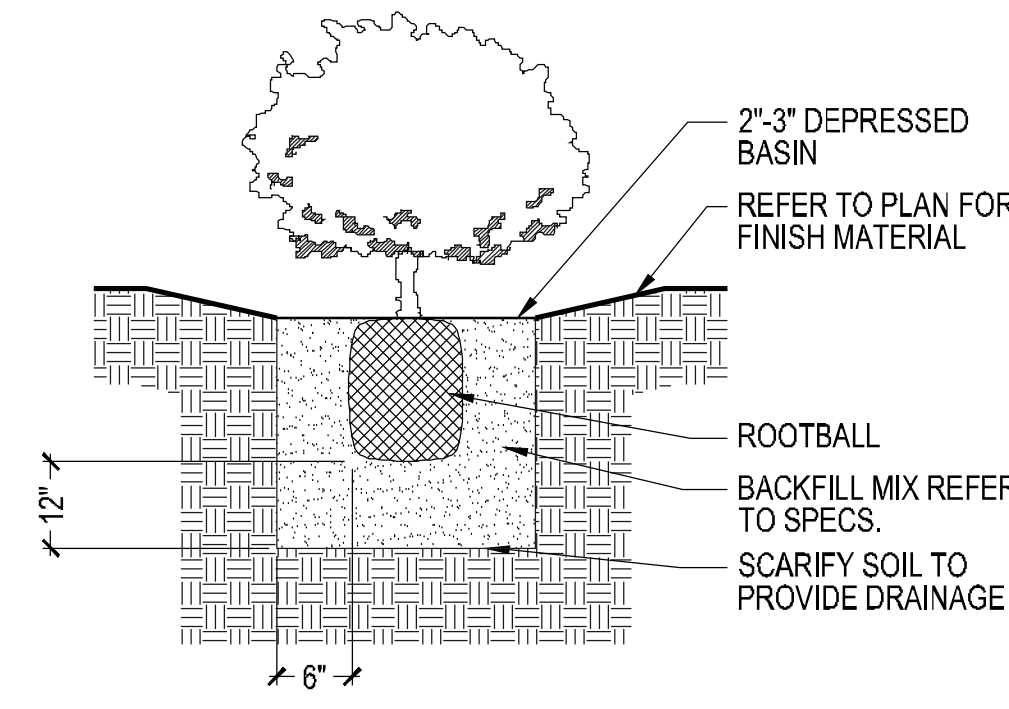 2"-3" DEPRESSED
BASIN
REFER TO PLAN FOR
FINISH MATERIAL
ROOTBALL
BACKFILL MIX REFER
TO SPECS.
SCARIFY SOIL TO
PROVIDE DRAINAGE
12"
6"